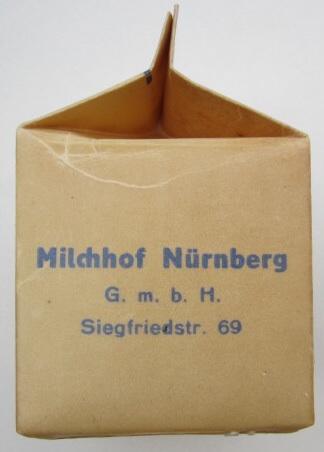 Milchhof Nürnberg
G. m. b. H.
Siegfriedstr. 69